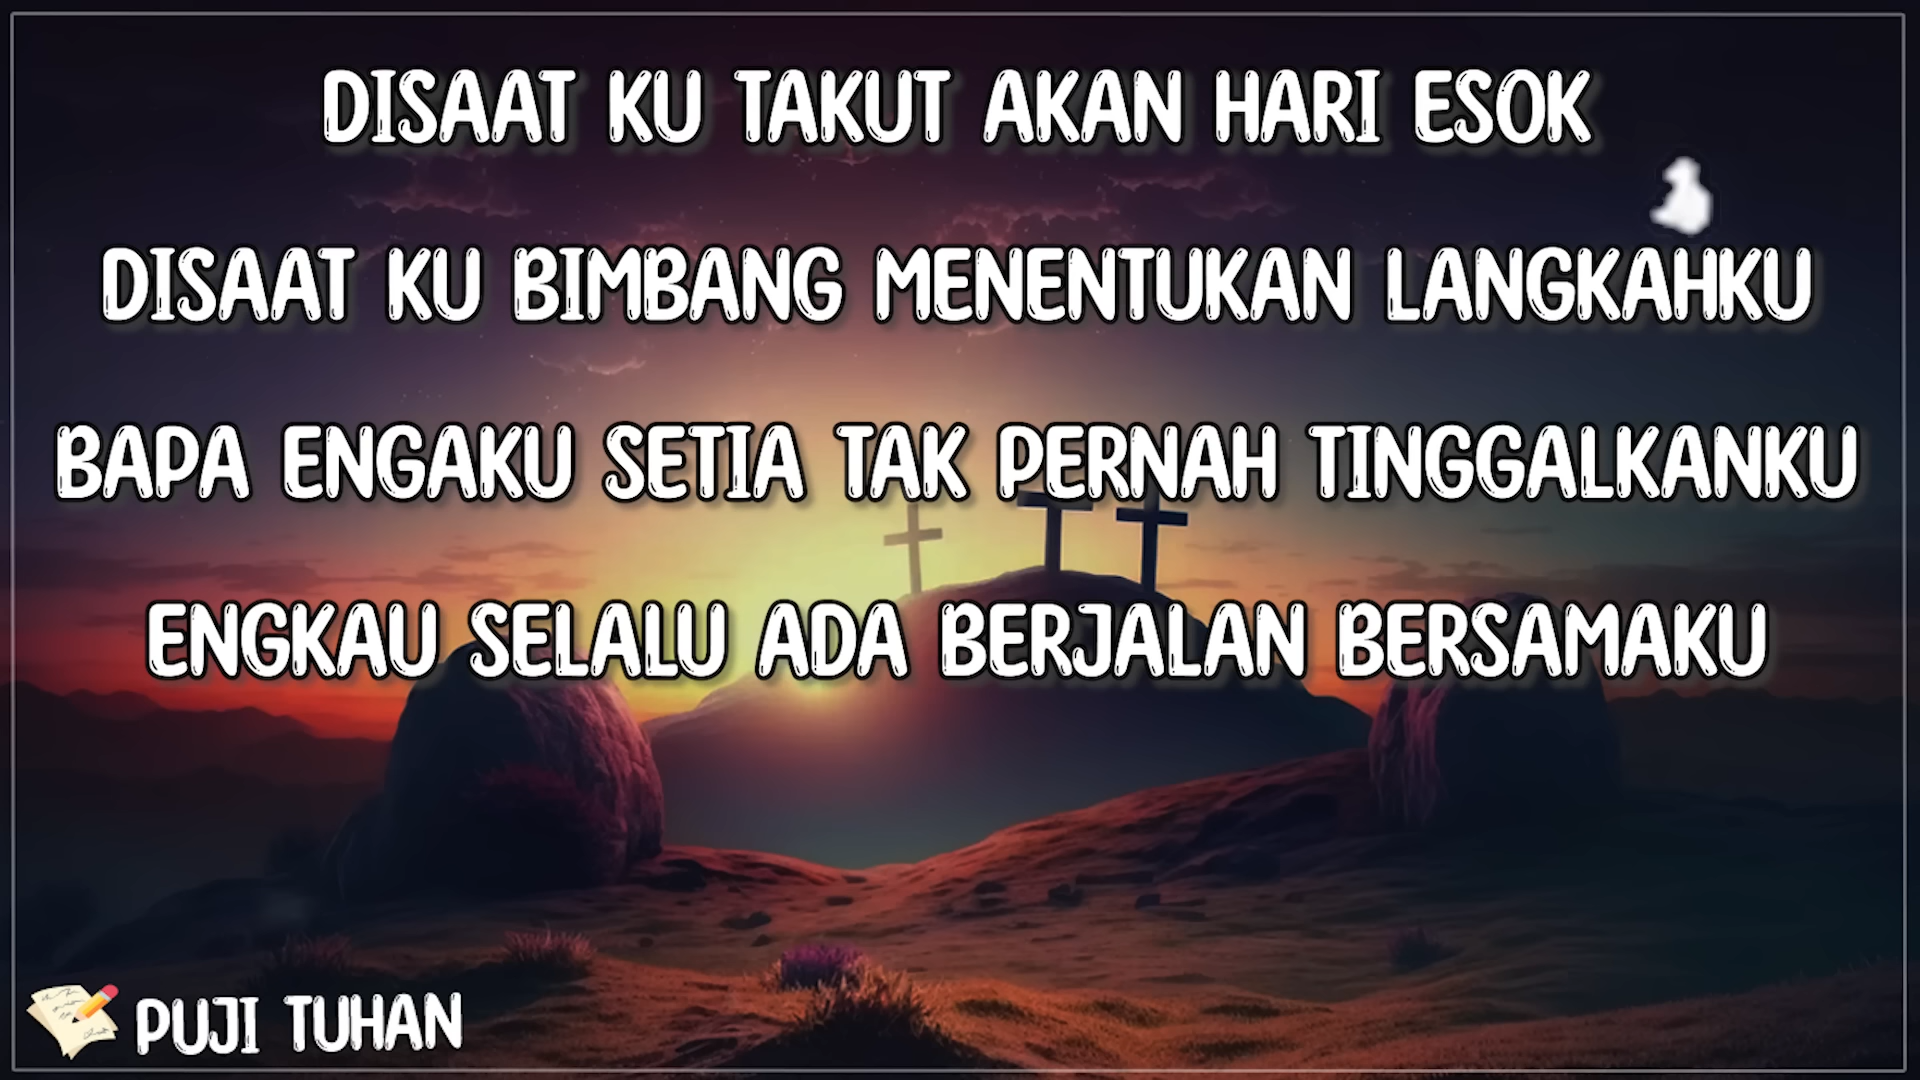 DISAAT KU TAKUT AKAN HARI ESOK
DISAAT KU BIMBANG MENENTUKAN LANGKAHKU
BAPA ENGAKU SETIA TAK PERNAH TINGGALKANKU
ENGKAU SELALU ADA BERJALAN BERSAMAKU
PUJI TUHAN